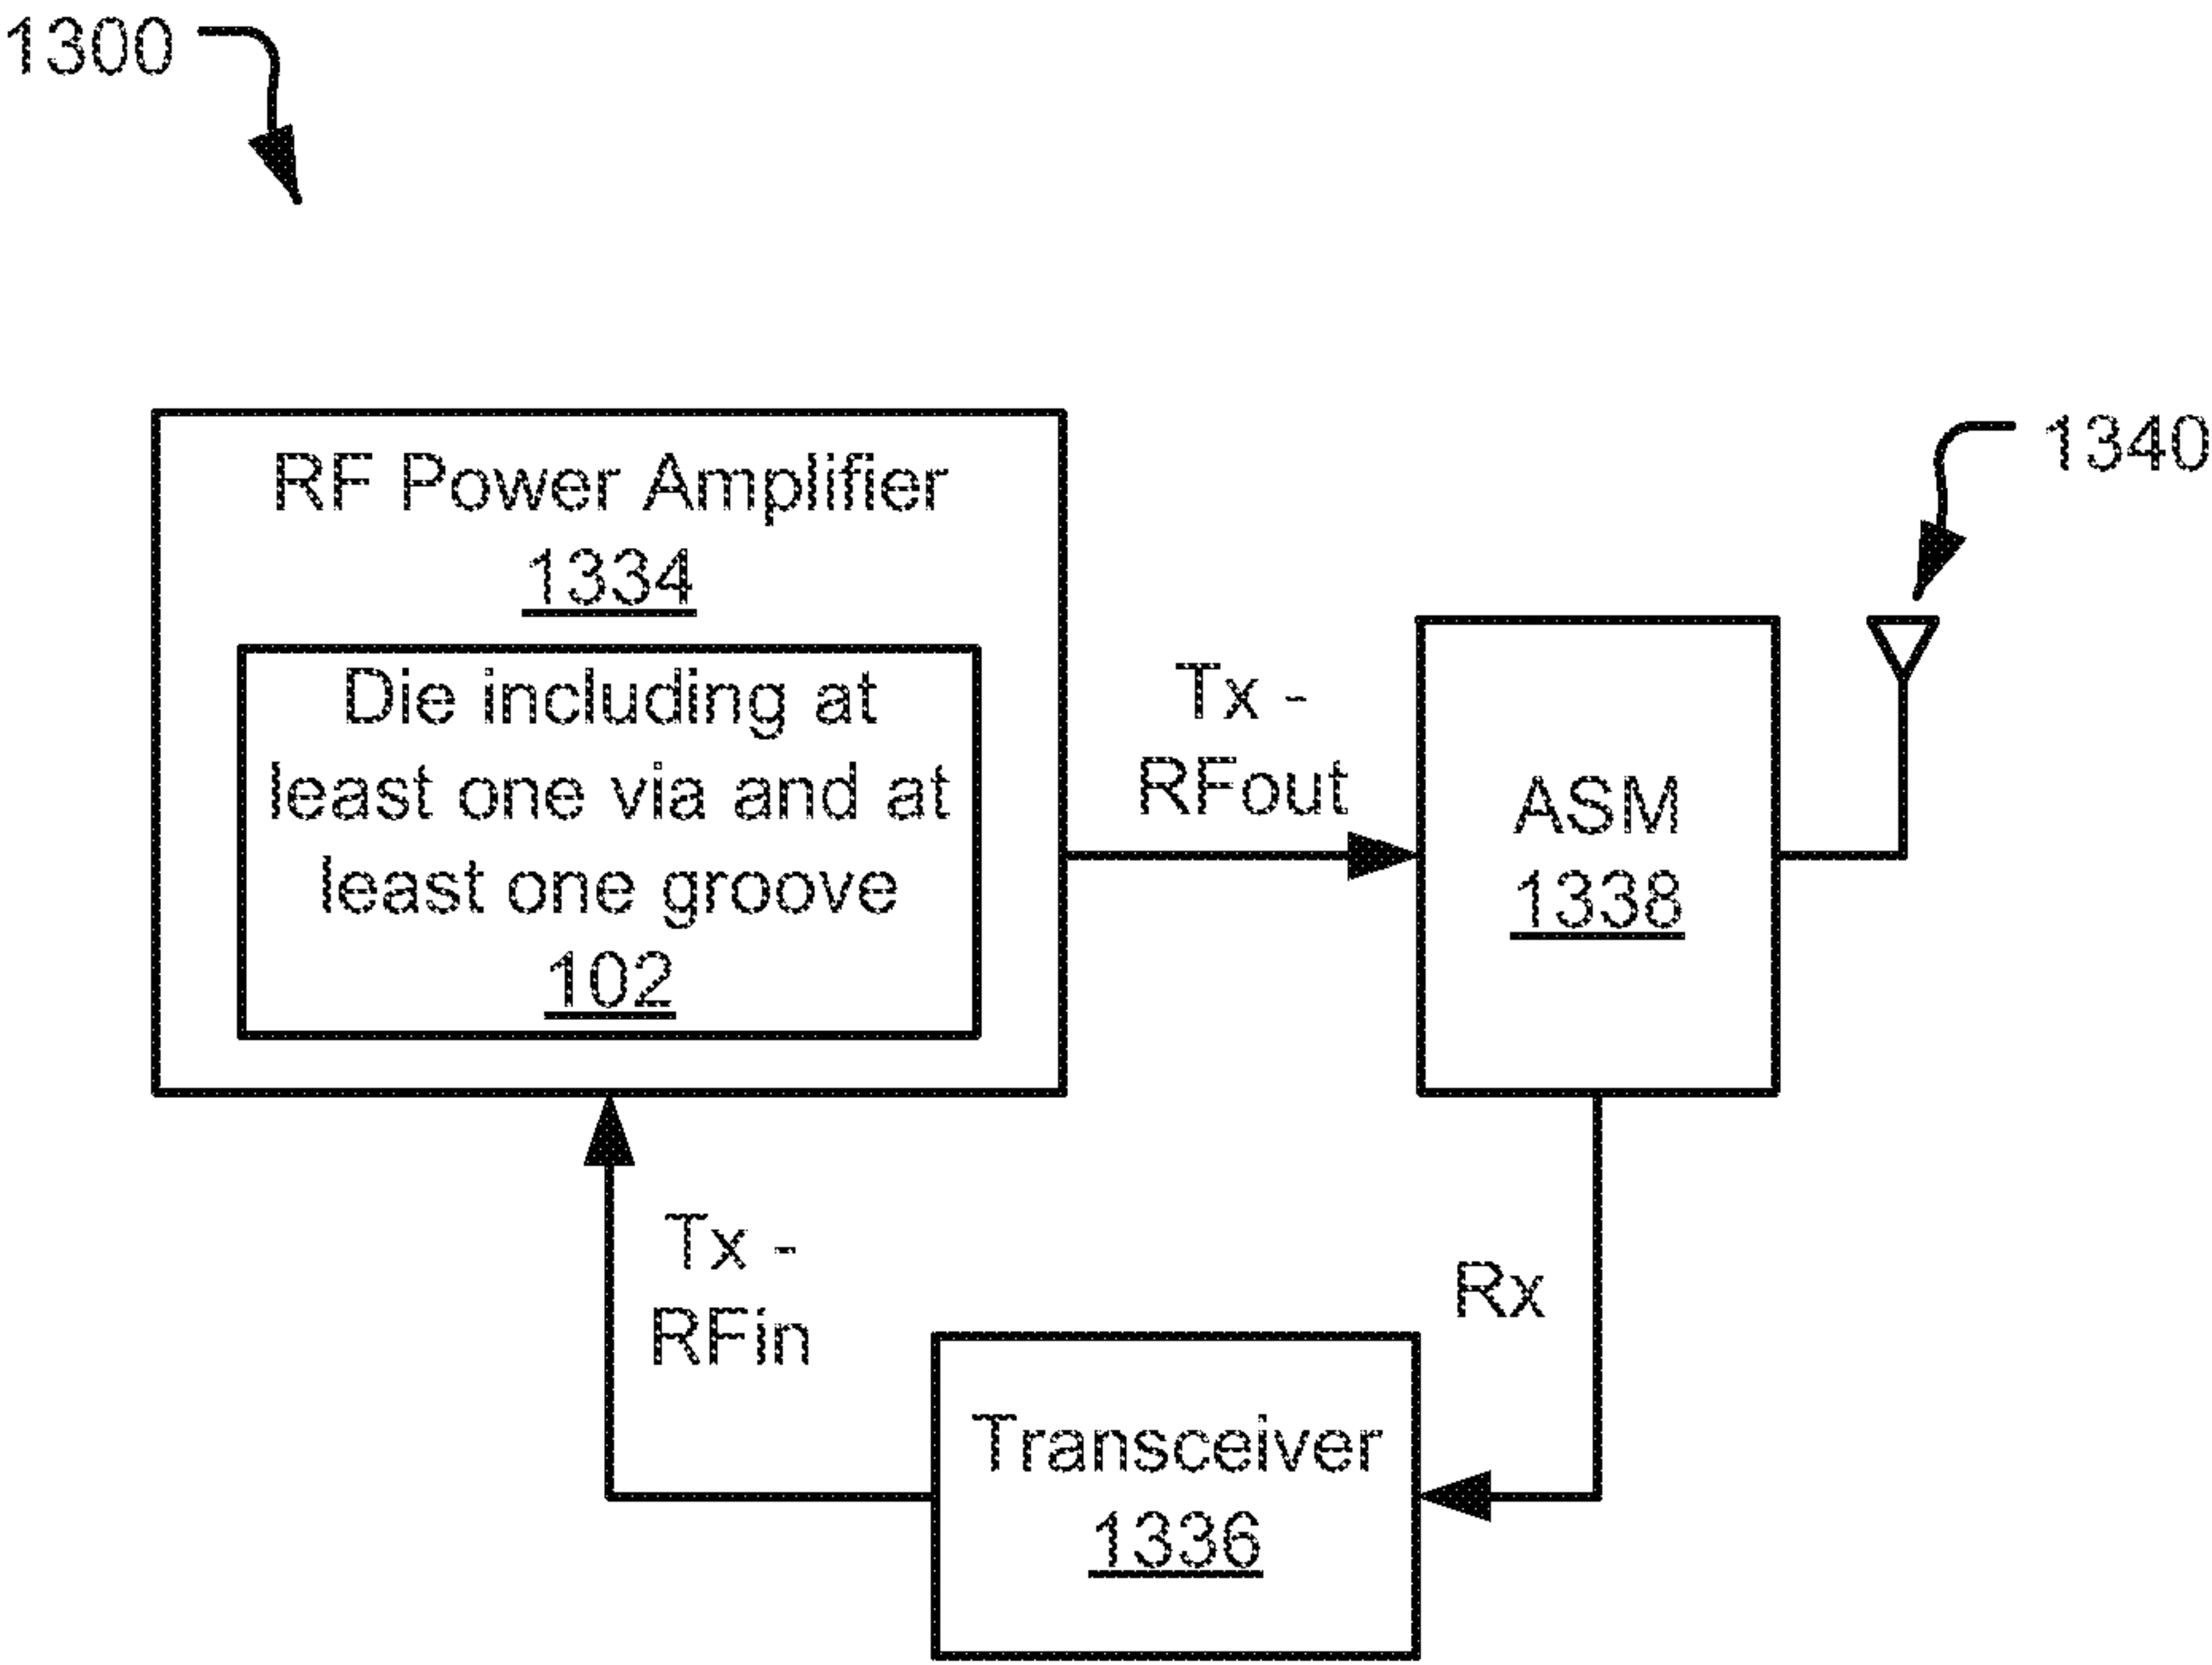 1300
1340
RF Power Amplifier
1334
Die including at
least one via and at
least one groove
102
Tx -
RFout
ASM
1338
Tx -
RFin
Rx
Transceiver
1336